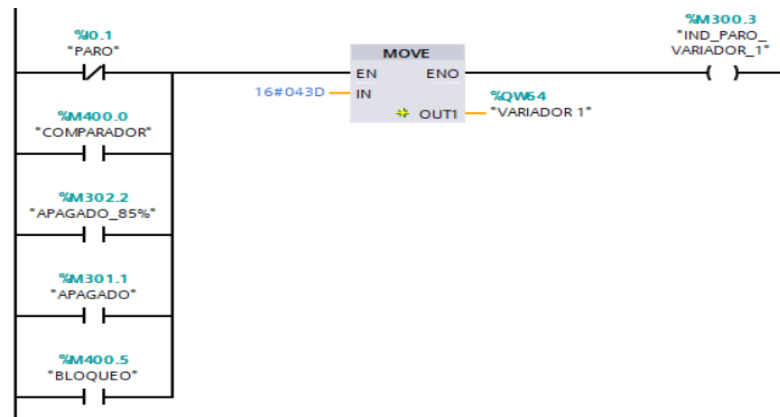 %I0.1
"PARO"
%M400.0
"COMPARADOR"
%M302.2
"APAGADO_85%"
%M301.1
"APAGADO"
%M400.5
"BLOQUEO"
MOVE
EN ENO
16#043D IN
OUT1
%QW64
"VARIADOR 1"
%M300.3
"IND_PARO_
VARIADOR_1"